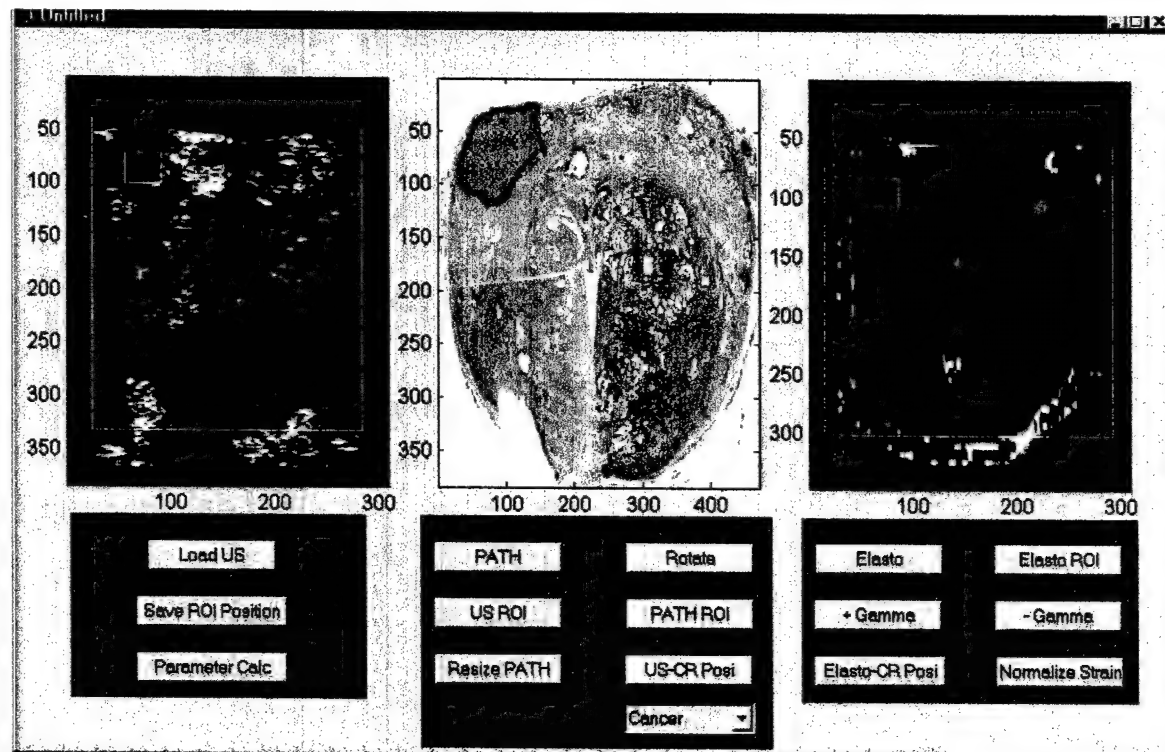 Untitled
50
100
150
200
250
300
350
100 200 300
50
100
150
200
250
300
350
100 200 300 400
50
100
150
200
250
300
100 200 300
Load US
Save ROI Position
Parameter Calc
PATH Rotate
US ROI PATH ROI
Resize PATH US-CR Posi
Cancer
Elasto Elasto ROI
+ Gamma - Gamma
Elasto-CR Posi Normalize Strain